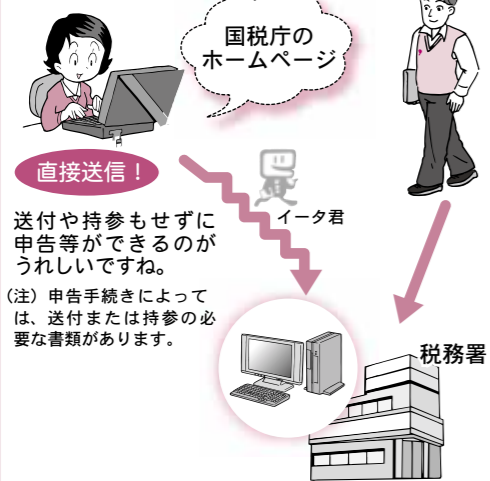 国税庁の
ホームページ
直接送信！
イータ君
送付や持参もせずに
申告等ができるのが
うれしいですね。
（注）申告手続きによって
は、送付または持参の必
要な書類があります。
税務署